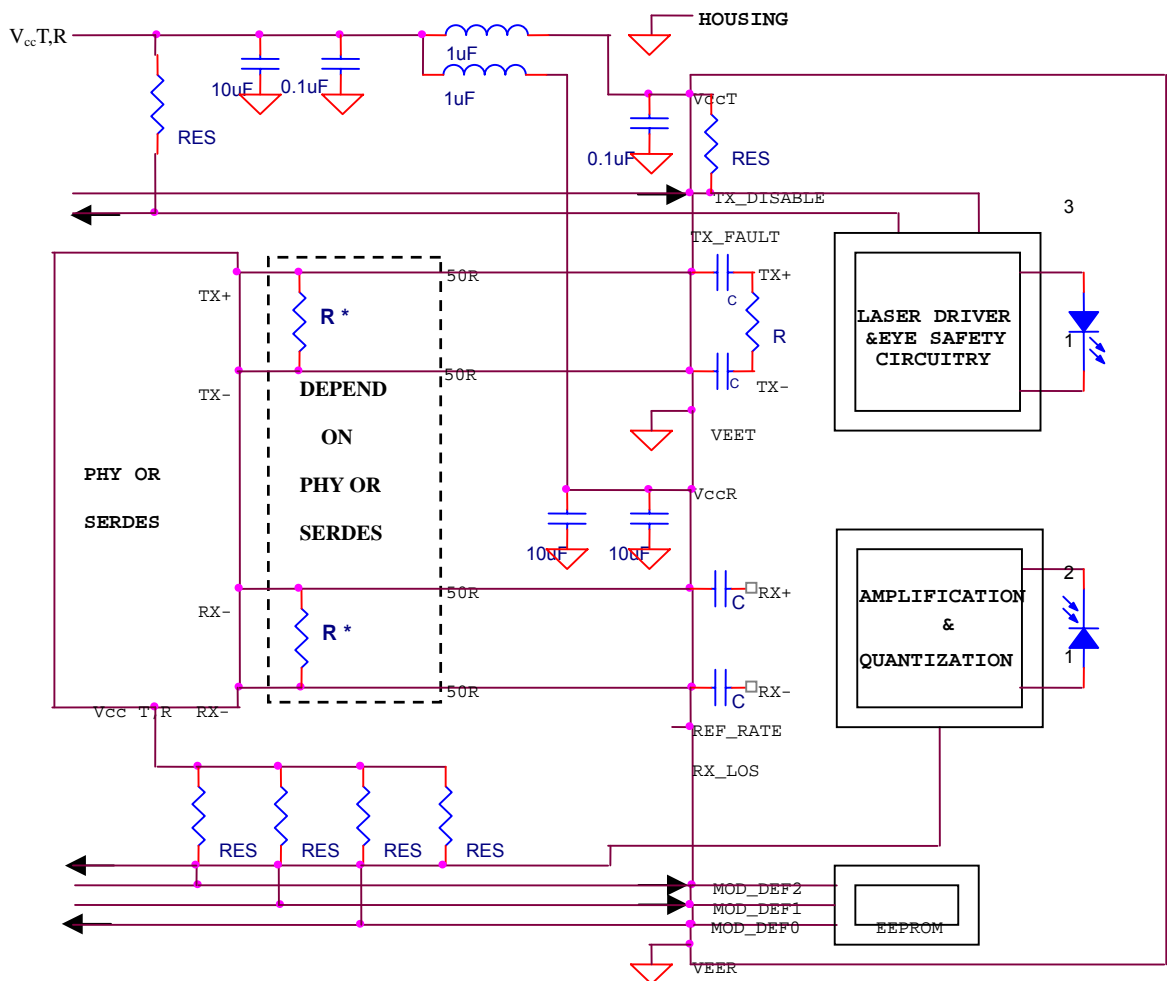 HOUSING
VccT,R
1uF
10uF
0.1uF
1uF
VccT
RES
0.1uF
RES
TX_DISABLE
3
TX_FAULT
TX+
50R
TX+
C
R *
R
LASER DRIVER
&EYE SAFETY
CIRCUITRY
1
TX-
50R
C
TX-
DEPEND
ON
PHY OR
SERDES
VEET
PHY OR
SERDES
VccR
10uF
10uF
RX-
50R
C
RX+
R *
AMPLIFICATION
&
QUANTIZATION
2
1
50R
C
RX-
Vcc T,R
RX-
REF_RATE
RX_LOS
RES
RES
RES
RES
MOD_DEF2
MOD_DEF1
MOD_DEF0
EEPROM
VEER